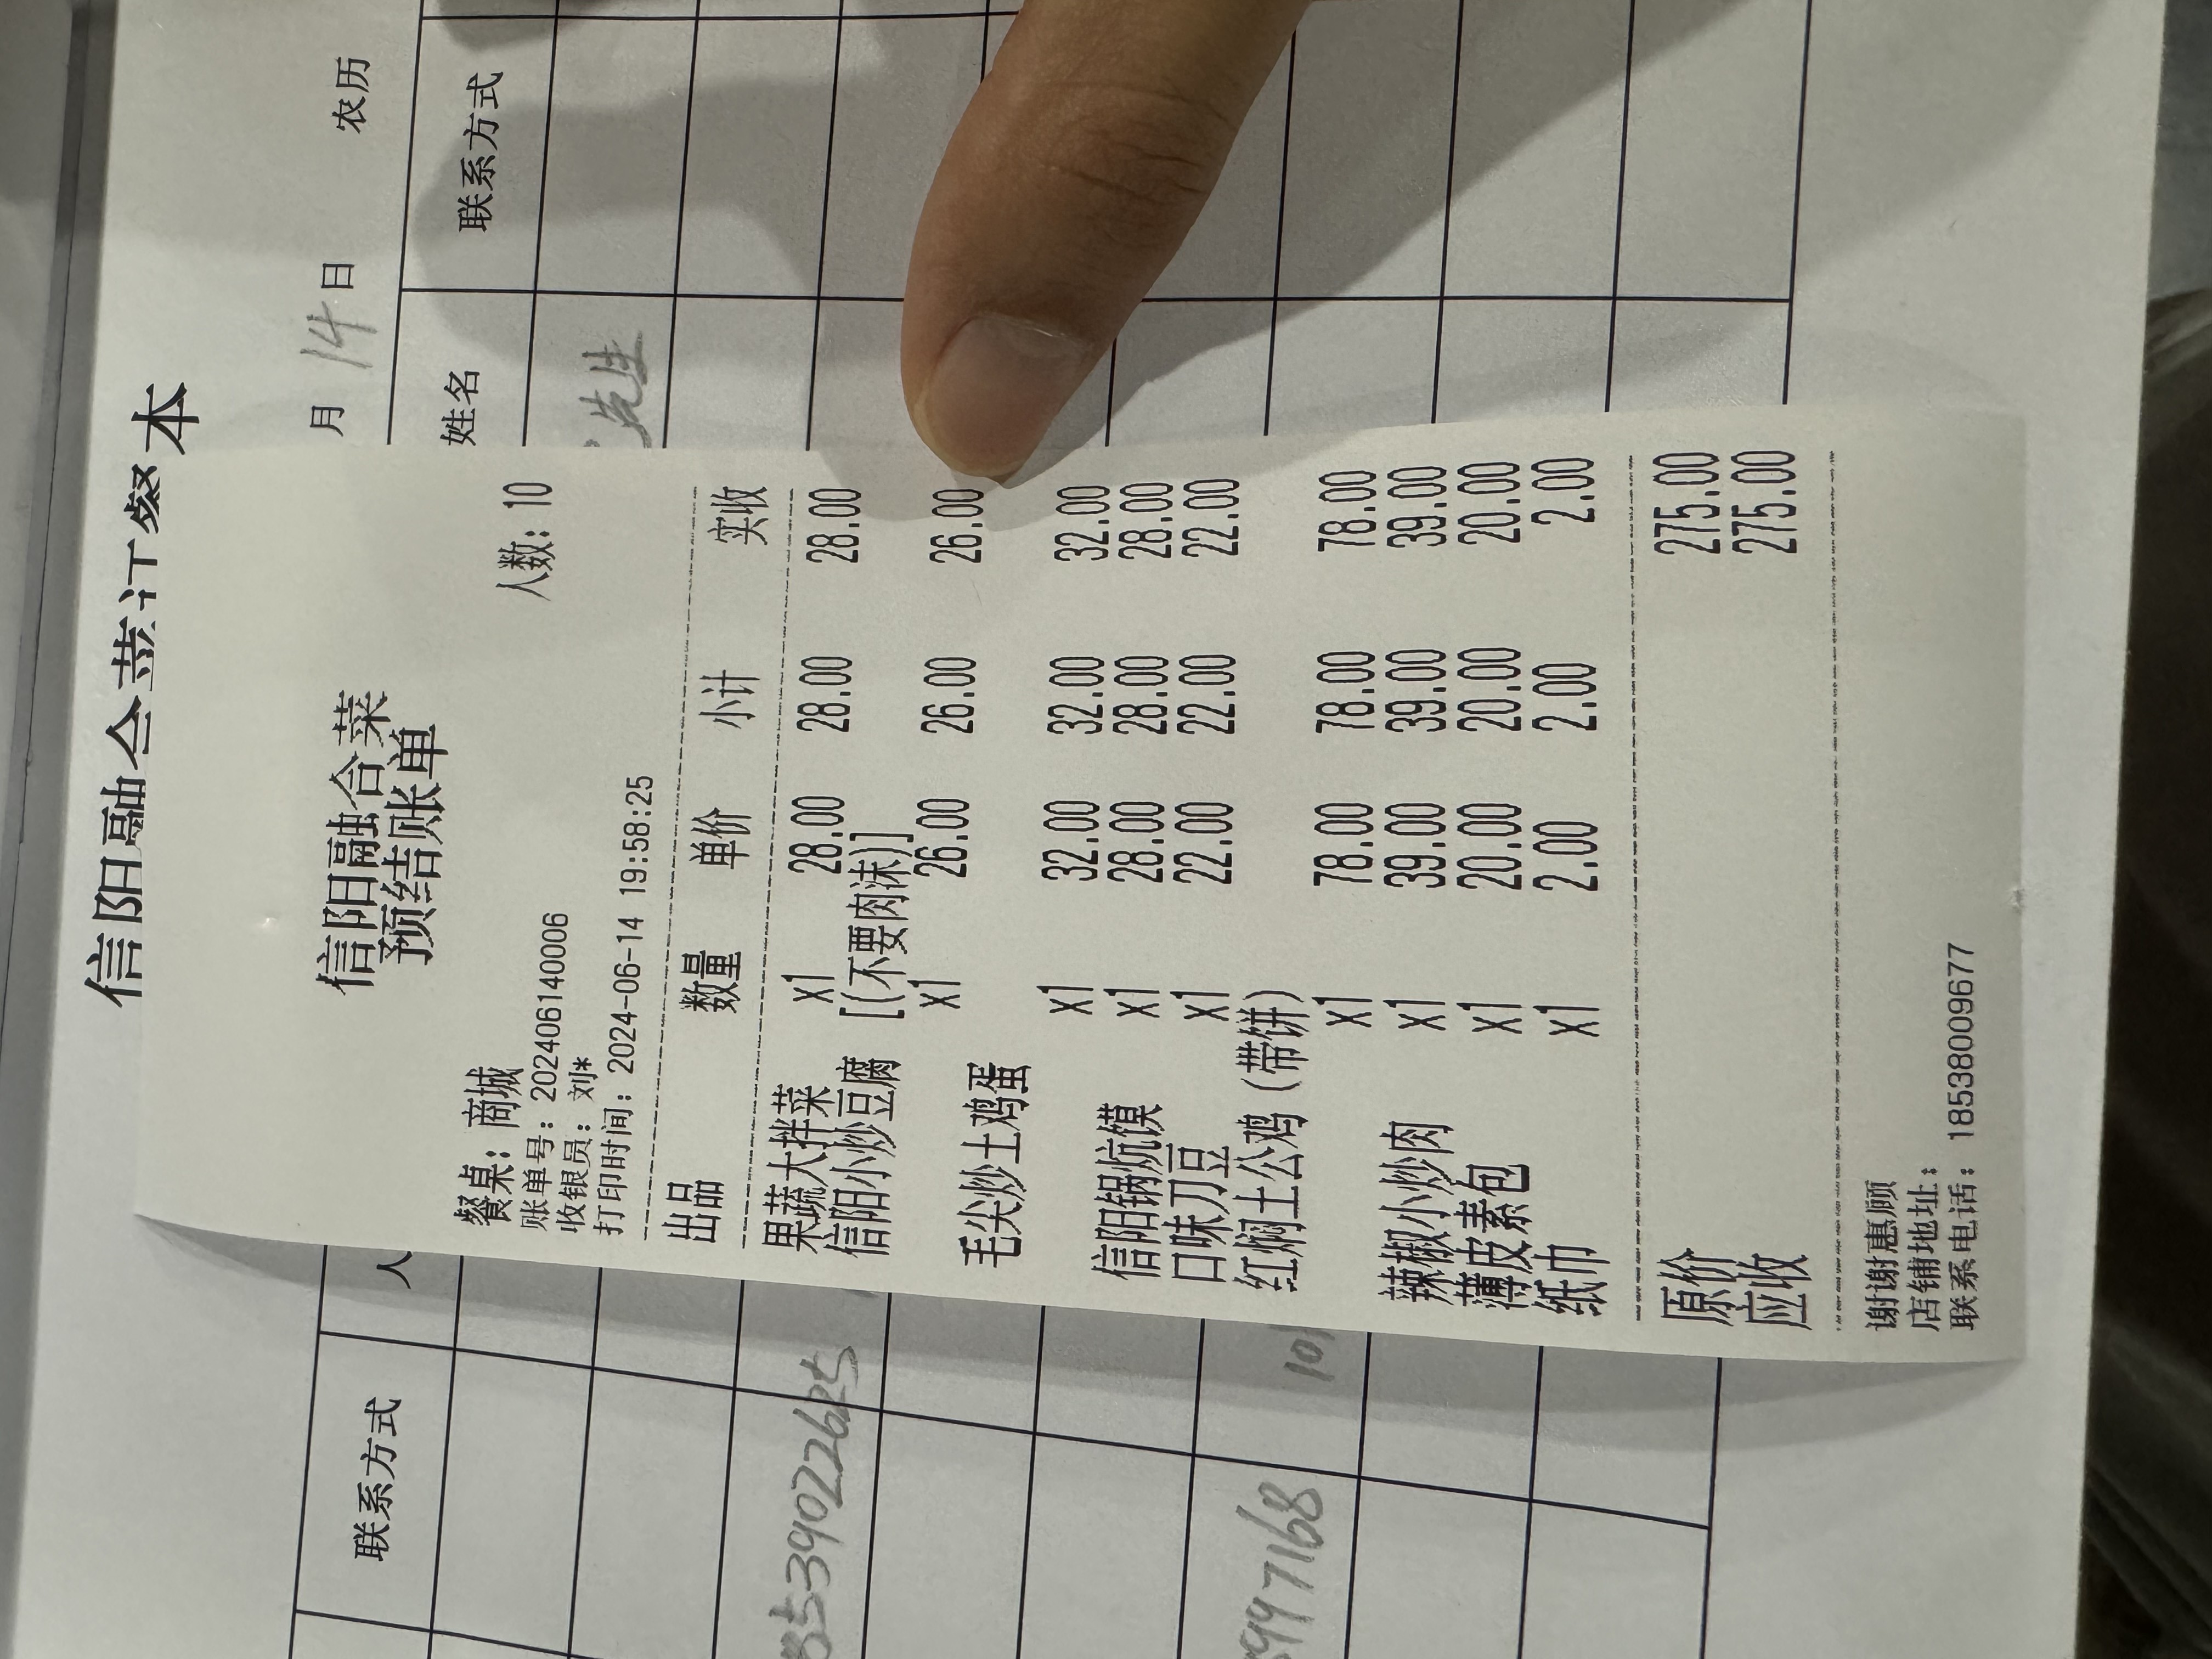 信阳融合菜订餐本
月 14 日 农历
人
联系方式
姓名
联系方式
先生
信阳融合菜
预结账单
餐桌：商城 人数：10
账单号：202406140006
收银员：刘*
打印时间：2024-06-14 19:58:25
出品 数量 单价 小计 实收
果蔬大拌菜 x1 28.00 28.00 28.00
信阳小炒豆腐 [(不要肉沫)]
x1 26.00 26.00 26.00
毛尖炒土鸡蛋
x1 32.00 32.00 32.00
信阳锅炕馍 x1 28.00 28.00 28.00
口味刀豆 x1 22.00 22.00 22.00
红焖土公鸡（带饼）
x1 78.00 78.00 78.00
辣椒小炒肉 x1 39.00 39.00 39.00
薄皮素包 x1 20.00 20.00 20.00
纸巾 x1 2.00 2.00 2.00
原价 275.00
应收 275.00
谢谢惠顾
店铺地址：
联系电话：18538009677
10